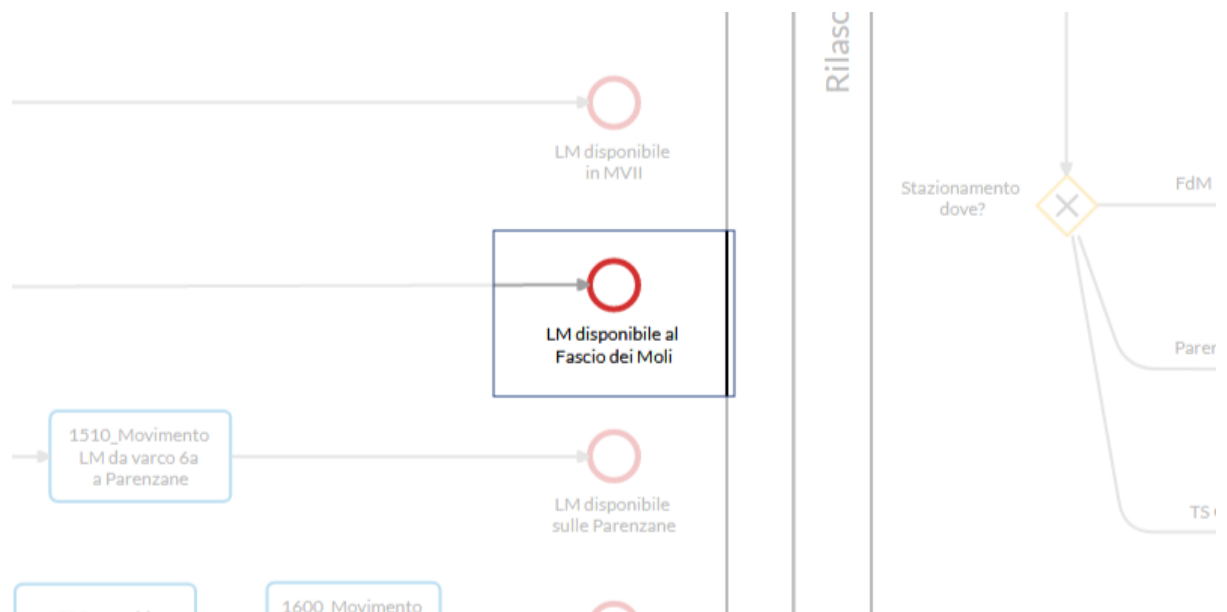 Rilasc
LM disponibile
in MVII
Stazionamento
dove?
FdM
LM disponibile al
Fascio dei Moli
Paren
1510_Movimento
LM da varco 6a
a Parenzane
LM disponibile
sulle Parenzane
TS
1600_Movimento